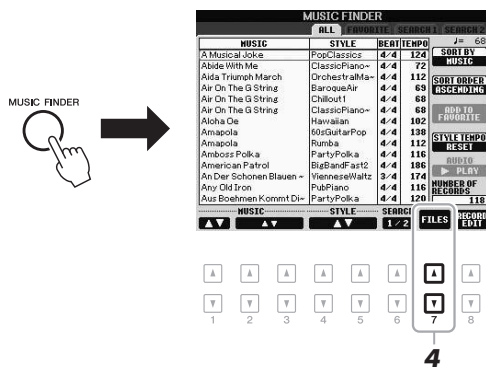 MUSIC FINDER
MUSIC FINDER
ALL FAVORITE SEARCH 1 SEARCH 2
MUSIC STYLE BEAT TEMPO ♩= 68
A Musical Joke PopClassics 4/4 124
Abide With Me ClassicPiano~ 4/4 72
Aida Triumph March OrchestralMa~ 4/4 112
Air On The G String BaroqueAir 4/4 69
Air On The G String Chillout1 4/4 68
Air On The G String ClassicPiano~ 4/4 68
Aloha Oe Hawaiian 4/4 102
Amapola 60sGuitarPop 4/4 138
Amapola Rumba 4/4 112
Amboss Polka PartyPolka 4/4 116
American Patrol BigBandFast2 4/4 186
An Der Schonen Blauen ~ VienneseWaltz 3/4 174
Any Old Iron PubPiano 4/4 116
Aus Boehmen Kommt Di~ PartyPolka 4/4 120
SORT BY
MUSIC
SORT ORDER
ASCENDING
ADD TO
FAVORITE
STYLE TEMPO
RESET
AUDIO
▶ PLAY
NUMBER OF
RECORDS
118
MUSIC STYLE SEARCH
▲▼ ▲▼ ▲▼ 1/2 FILES RECORD
EDIT
1 2 3 4 5 6 7 8
4